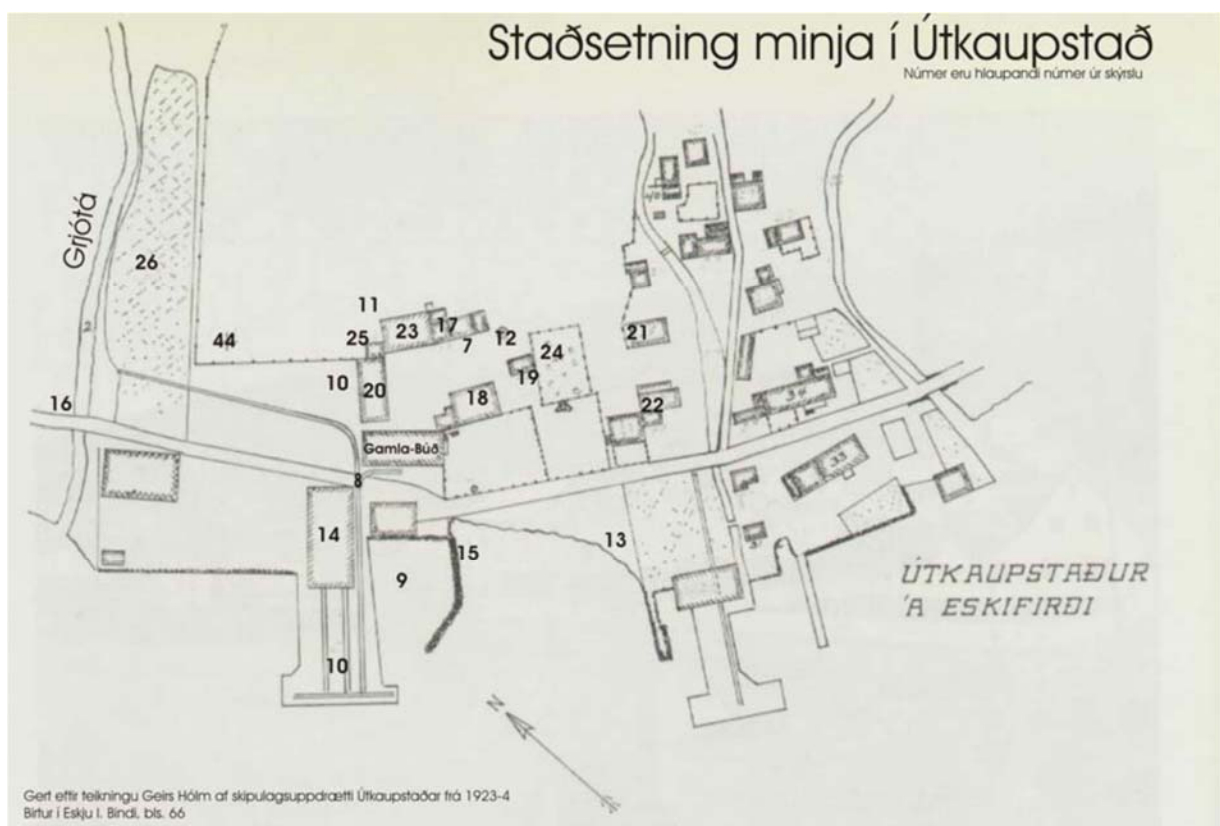 Staðsetning minja í Útkaupstað
Númer eru hlaupandi númer úr skýrslu
Grjótá
26
44
11
25
23
17
7
12
24
21
19
10
20
18
22
16
Gamla-Búð
34
8
33
14
15
13
9
10
ÚTKAUPSTAÐUR
'A ESKIFIRÐI
N
Gert eftir teikningu Geirs Hólm af skipulagsuppdrætti Útkaupstaðar frá 1923-4
Birtur í Eskju I. Bindi, bls. 66